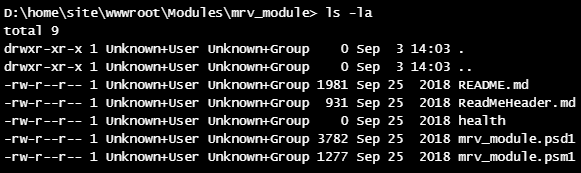 D:\home\site\wwwroot\Modules\mrv_module> ls -la
total 9
drwxr-xr-x 1 Unknown+User Unknown+Group    0 Sep  3 14:03 .
drwxr-xr-x 1 Unknown+User Unknown+Group    0 Sep  3 14:03 ..
-rw-r--r-- 1 Unknown+User Unknown+Group 1981 Sep 25  2018 README.md
-rw-r--r-- 1 Unknown+User Unknown+Group  931 Sep 25  2018 ReadMeHeader.md
-rw-r--r-- 1 Unknown+User Unknown+Group    0 Sep 25  2018 health
-rw-r--r-- 1 Unknown+User Unknown+Group 3782 Sep 25  2018 mrv_module.psd1
-rw-r--r-- 1 Unknown+User Unknown+Group 1277 Sep 25  2018 mrv_module.psm1